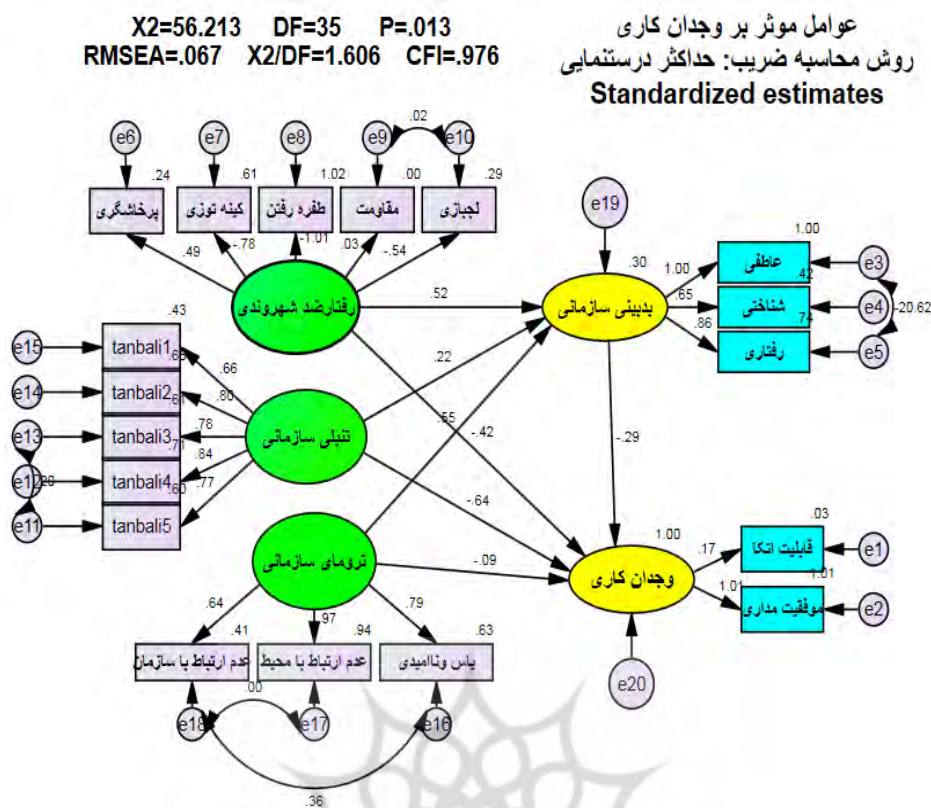 X2=56.213 DF=35 P=.013
RMSEA=.067 X2/DF=1.606 CFI=.976
عوامل موثر بر وجدان کاری
روش محاسبه ضریب: حداکثر درستنمایی
Standardized estimates
e6
e7
e8
e9
.02
e10
.24
.61
1.02
.00
.29
پرخاشگری
کینه توزی
طفره رفتن
مقاومت
لجبازی
.49
-.78
-1.01
.03
-.54
رفتارضد شهروندی
e19
.30
بدبینی سازمانی
.52
1.00
.65
.86
1.00
عاطفی
.42
شناختی
.74
رفتاری
e3
e4
e5
-20.62
.43
e15
tanbali1
e14
tanbali2
.61
e13
tanbali3
.71
e12
tanbali4
.60
e11
tanbali5
.66
.80
.78
.84
.77
تنبلی سازمانی
.22
-.42
-.29
-.64
ترومای سازمانی
-.09
1.00
وجدان کاری
e20
.17
1.01
.03
قابلیت اتکا
1.01
موفقیت مداری
e1
e2
.64
.97
.79
.41
.94
.63
عدم ارتباط با سازمان
عدم ارتباط با محیط
یاس وناامیدی
.00
e18
e17
e16
.36